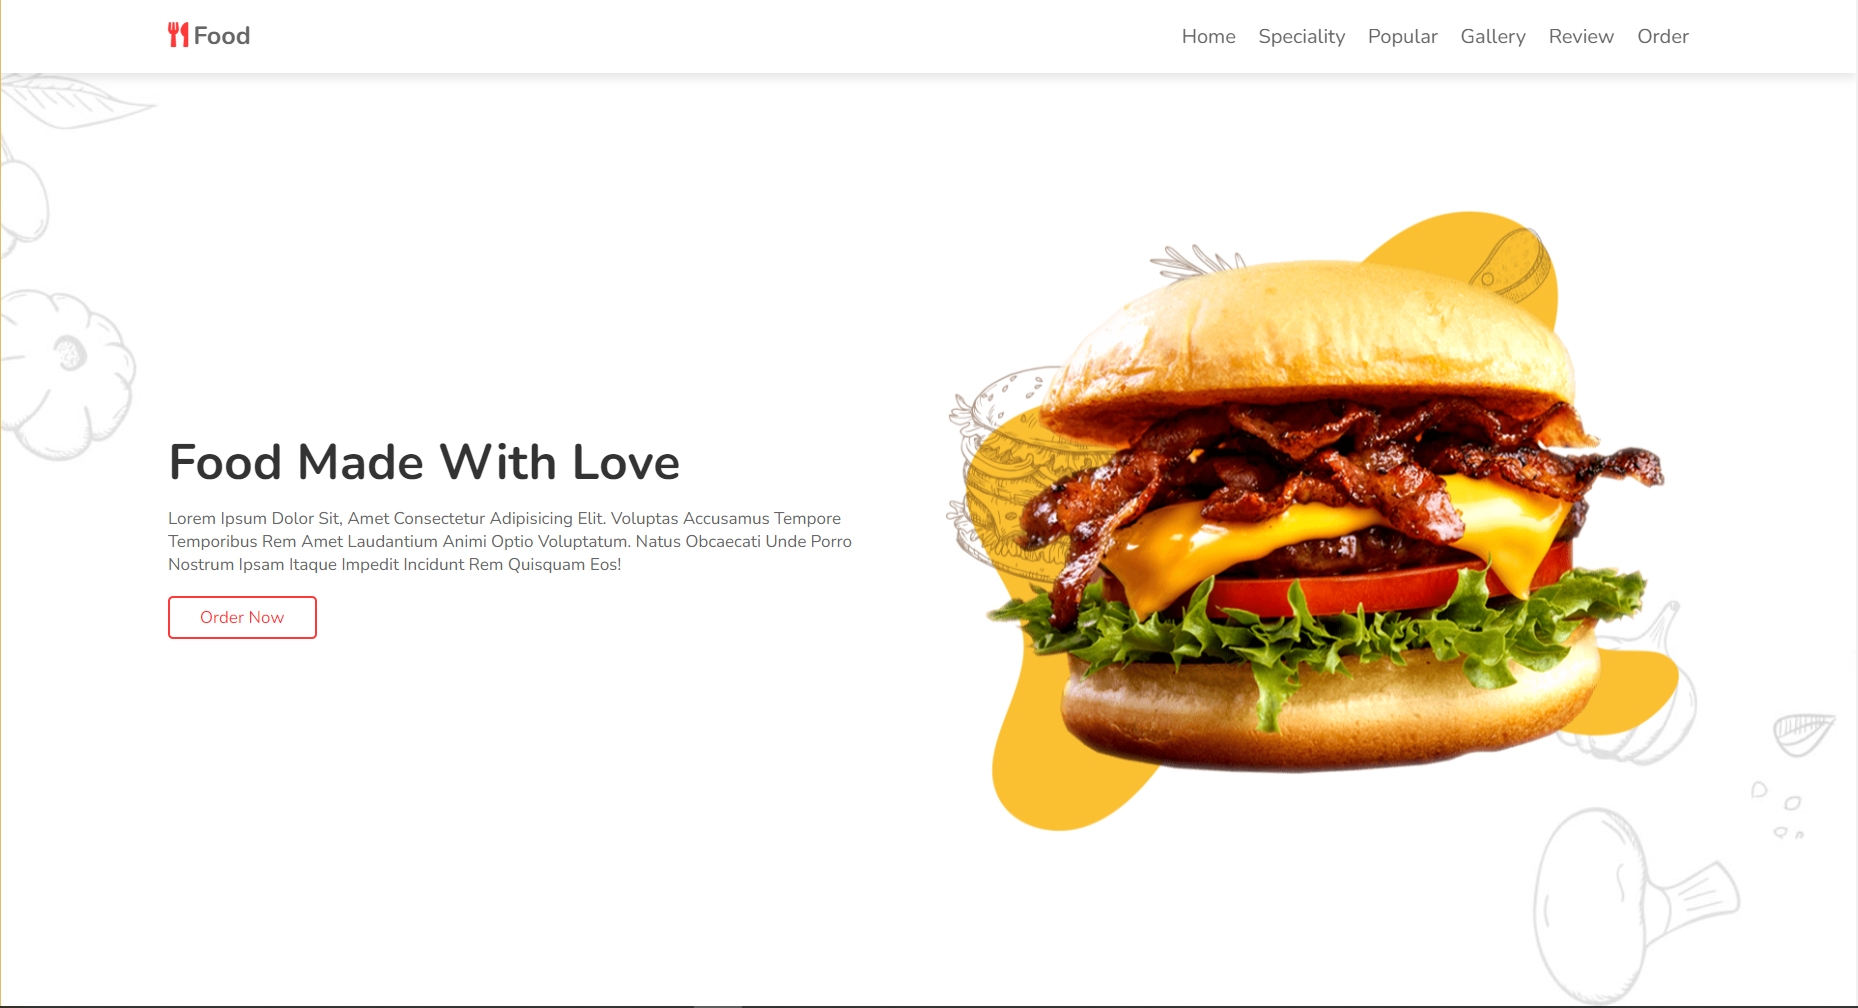 Food
Home Speciality Popular Gallery Review Order
Food Made With Love
Lorem Ipsum Dolor Sit, Amet Consectetur Adipisicing Elit. Voluptas Accusamus Tempore
Temporibus Rem Amet Laudantium Animi Optio Voluptatum. Natus Obcaecati Unde Porro
Nostrum Ipsam Itaque Impedit Incidunt Rem Quisquam Eos!
Order Now